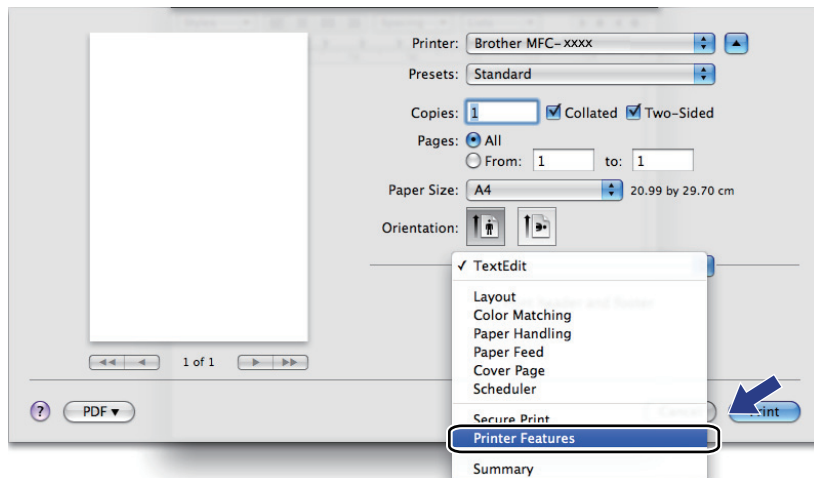 Printer: Brother MFC-xxxx
Presets: Standard
Copies: 1 Collated Two-Sided
Pages: All
From: 1 to: 1
Paper Size: A4 20.99 by 29.70 cm
Orientation:
✓ TextEdit
Layout
Color Matching
Paper Handling
Paper Feed
Cover Page
Scheduler
Secure Print
Printer Features
Summary
1 of 1
? PDF ▼